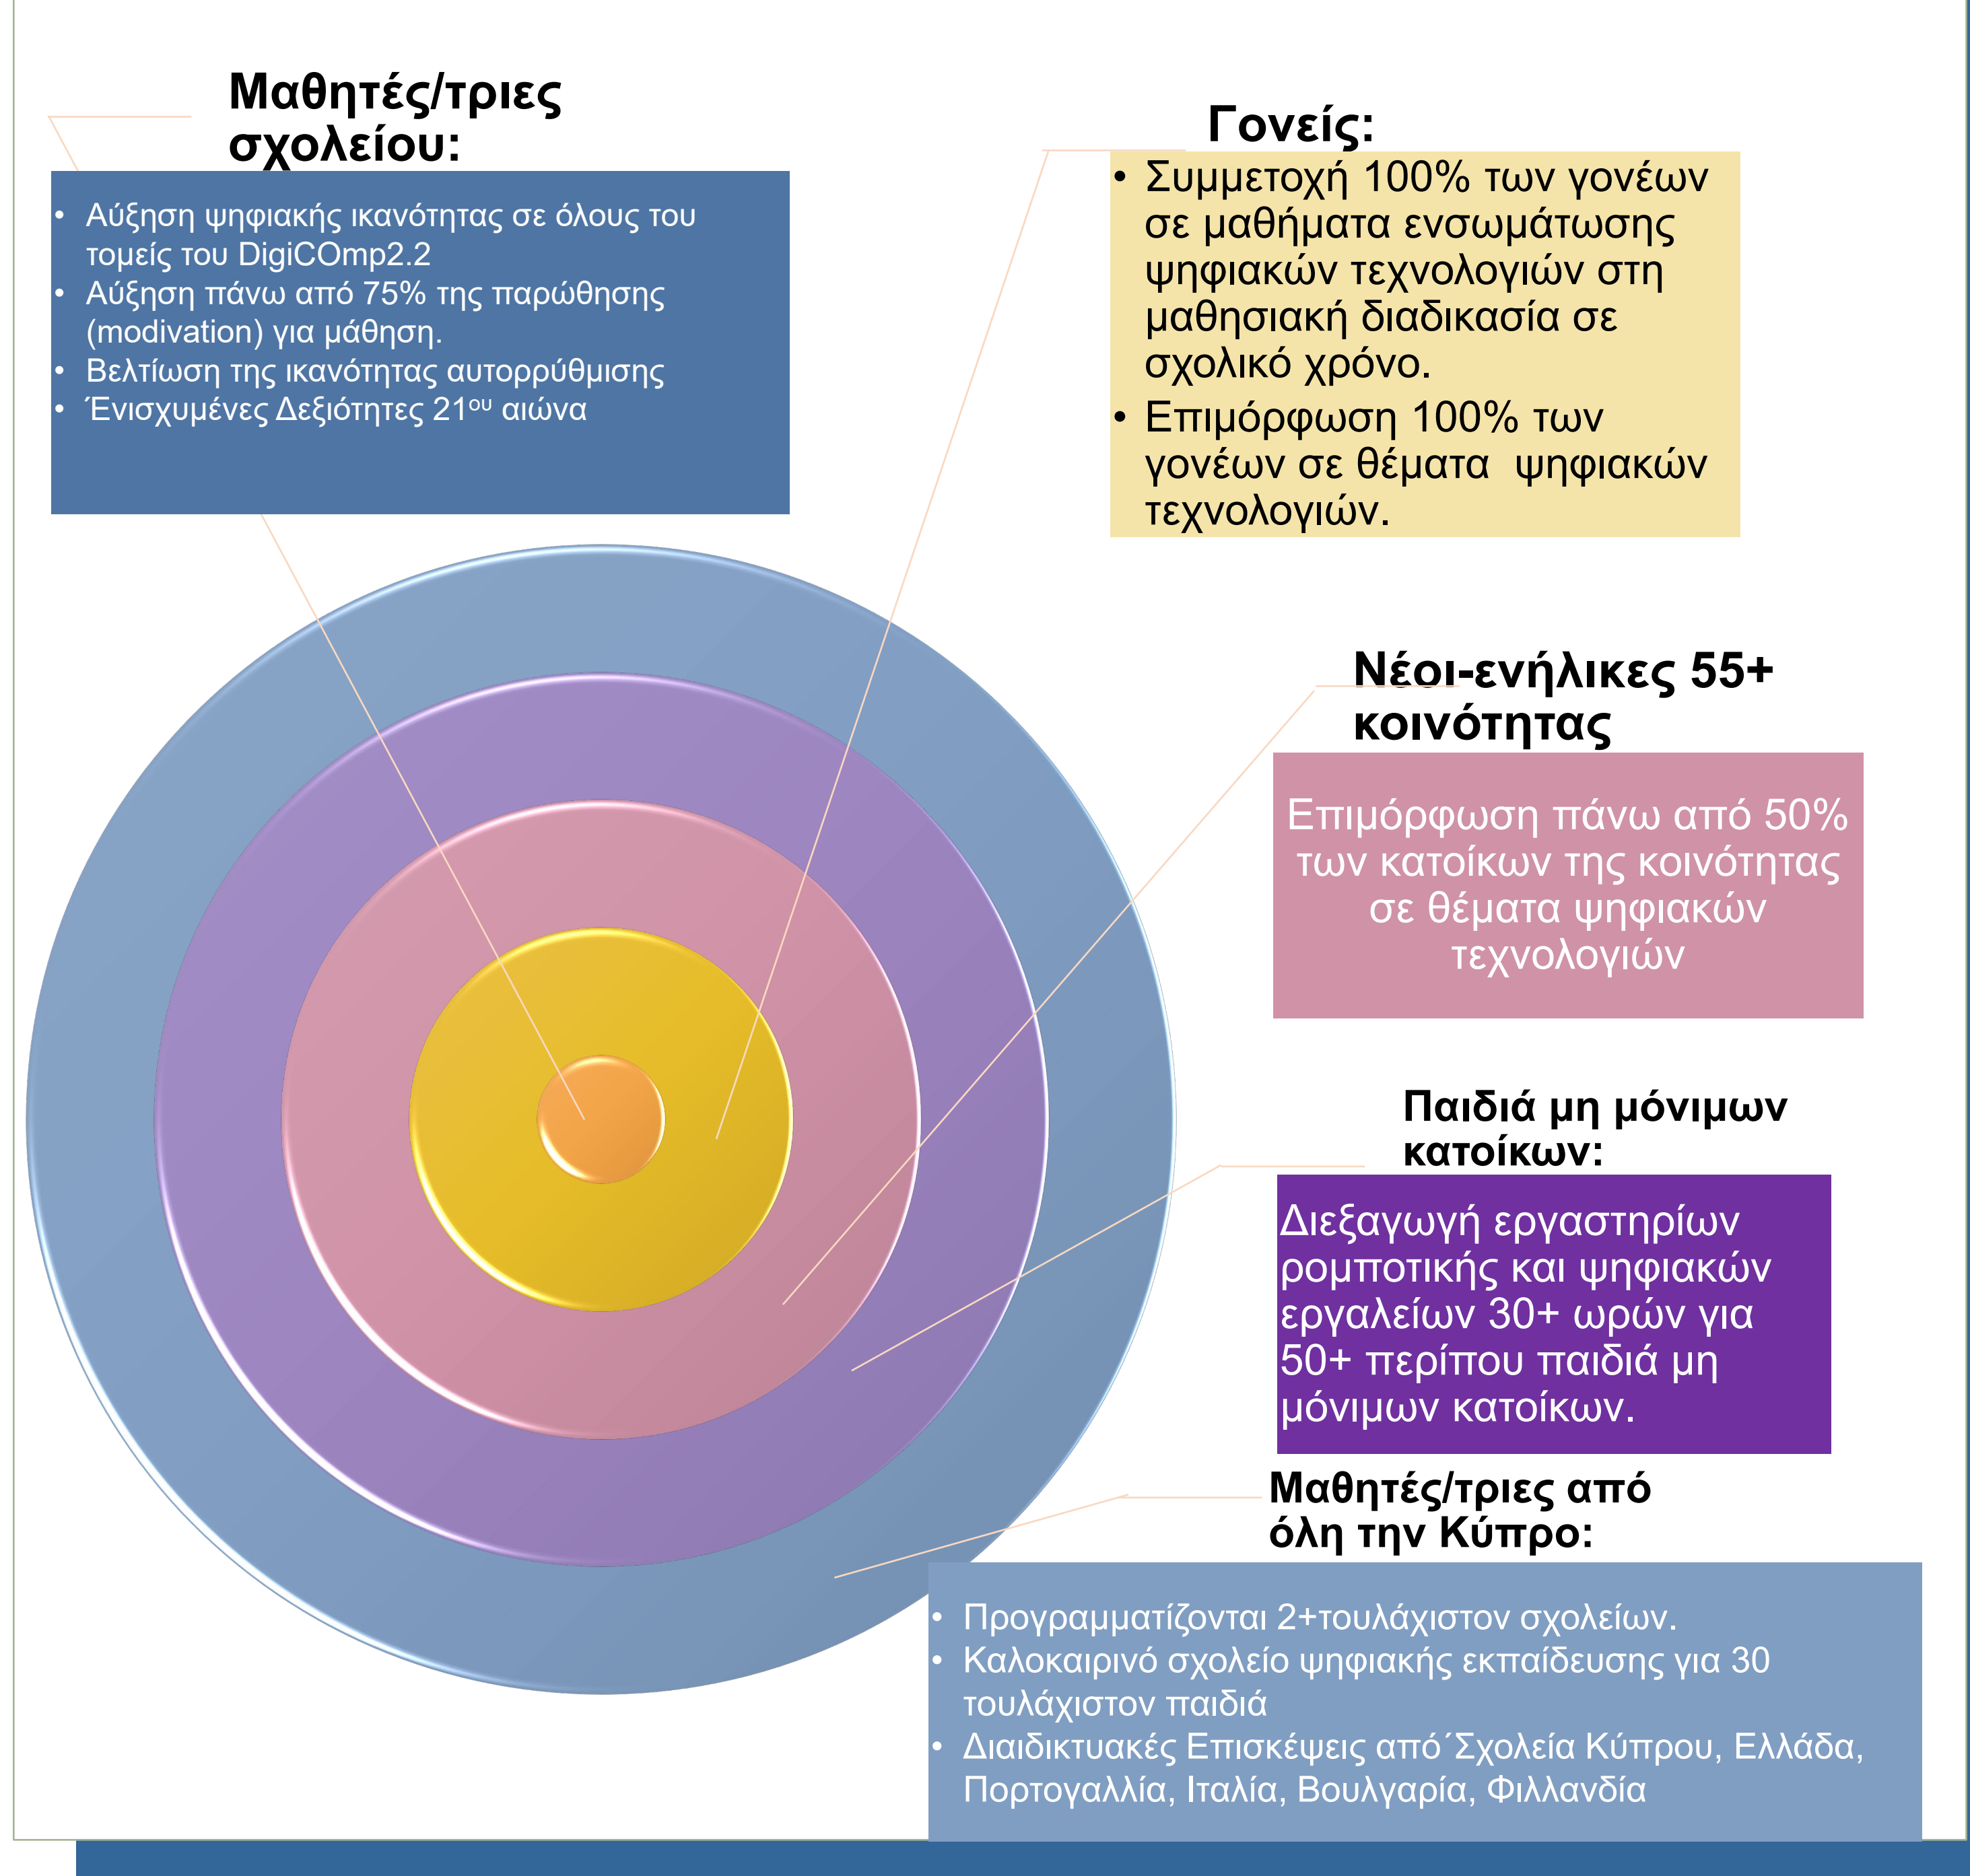 Μαθητές/τριες
σχολείου:
• Αύξηση ψηφιακής ικανότητας σε όλους του
τομείς του DigiCOmp2.2
• Αύξηση πάνω από 75% της παρώθησης
(modivation) για μάθηση.
• Βελτίωση της ικανότητας αυτορρύθμισης
• Ένισχυμένες Δεξιότητες 21ου αιώνα
Γονείς:
• Συμμετοχή 100% των γονέων
σε μαθήματα ενσωμάτωσης
ψηφιακών τεχνολογιών στη
μαθησιακή διαδικασία σε
σχολικό χρόνο.
• Επιμόρφωση 100% των
γονέων σε θέματα ψηφιακών
τεχνολογιών.
Νέοι-ενήλικες 55+
κοινότητας
Επιμόρφωση πάνω από 50%
των κατοίκων της κοινότητας
σε θέματα ψηφιακών
τεχνολογιών
Παιδιά μη μόνιμων
κατοίκων:
Διεξαγωγή εργαστηρίων
ρομποτικής και ψηφιακών
εργαλείων 30+ ωρών για
50+ περίπου παιδιά μη
μόνιμων κατοίκων.
Μαθητές/τριες από
όλη την Κύπρο:
• Προγραμματίζονται 2+τουλάχιστον σχολείων.
• Καλοκαιρινό σχολείο ψηφιακής εκπαίδευσης για 30
τουλάχιστον παιδιά
• Διαιδικτυακές Επισκέψεις από΄Σχολεία Κύπρου, Ελλάδα,
Πορτογαλλία, Ιταλία, Βουλγαρία, Φιλλανδία